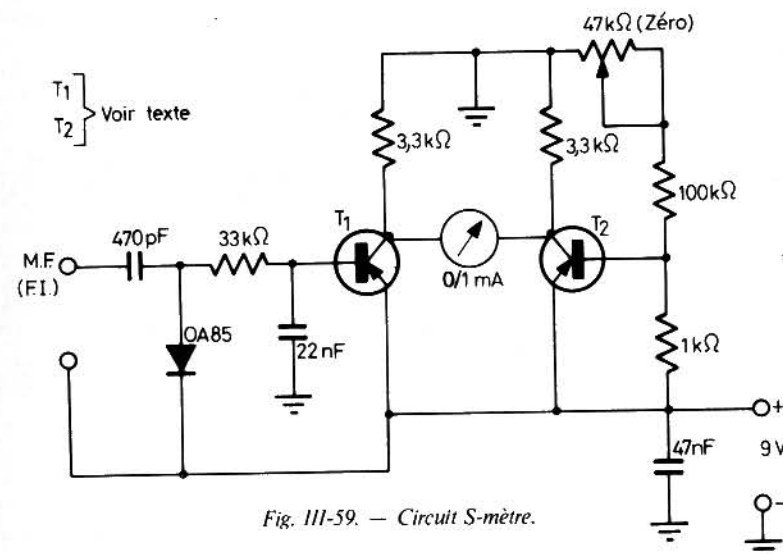 47kΩ (Zéro)
T1
T2
Voir texte
3,3kΩ
3,3kΩ
100kΩ
T1
T2
470pF
33kΩ
M.F.
(F.I.)
0/1 mA
OA85
22nF
1kΩ
+
47nF
9V
-
Fig. III-59. — Circuit S-mètre.